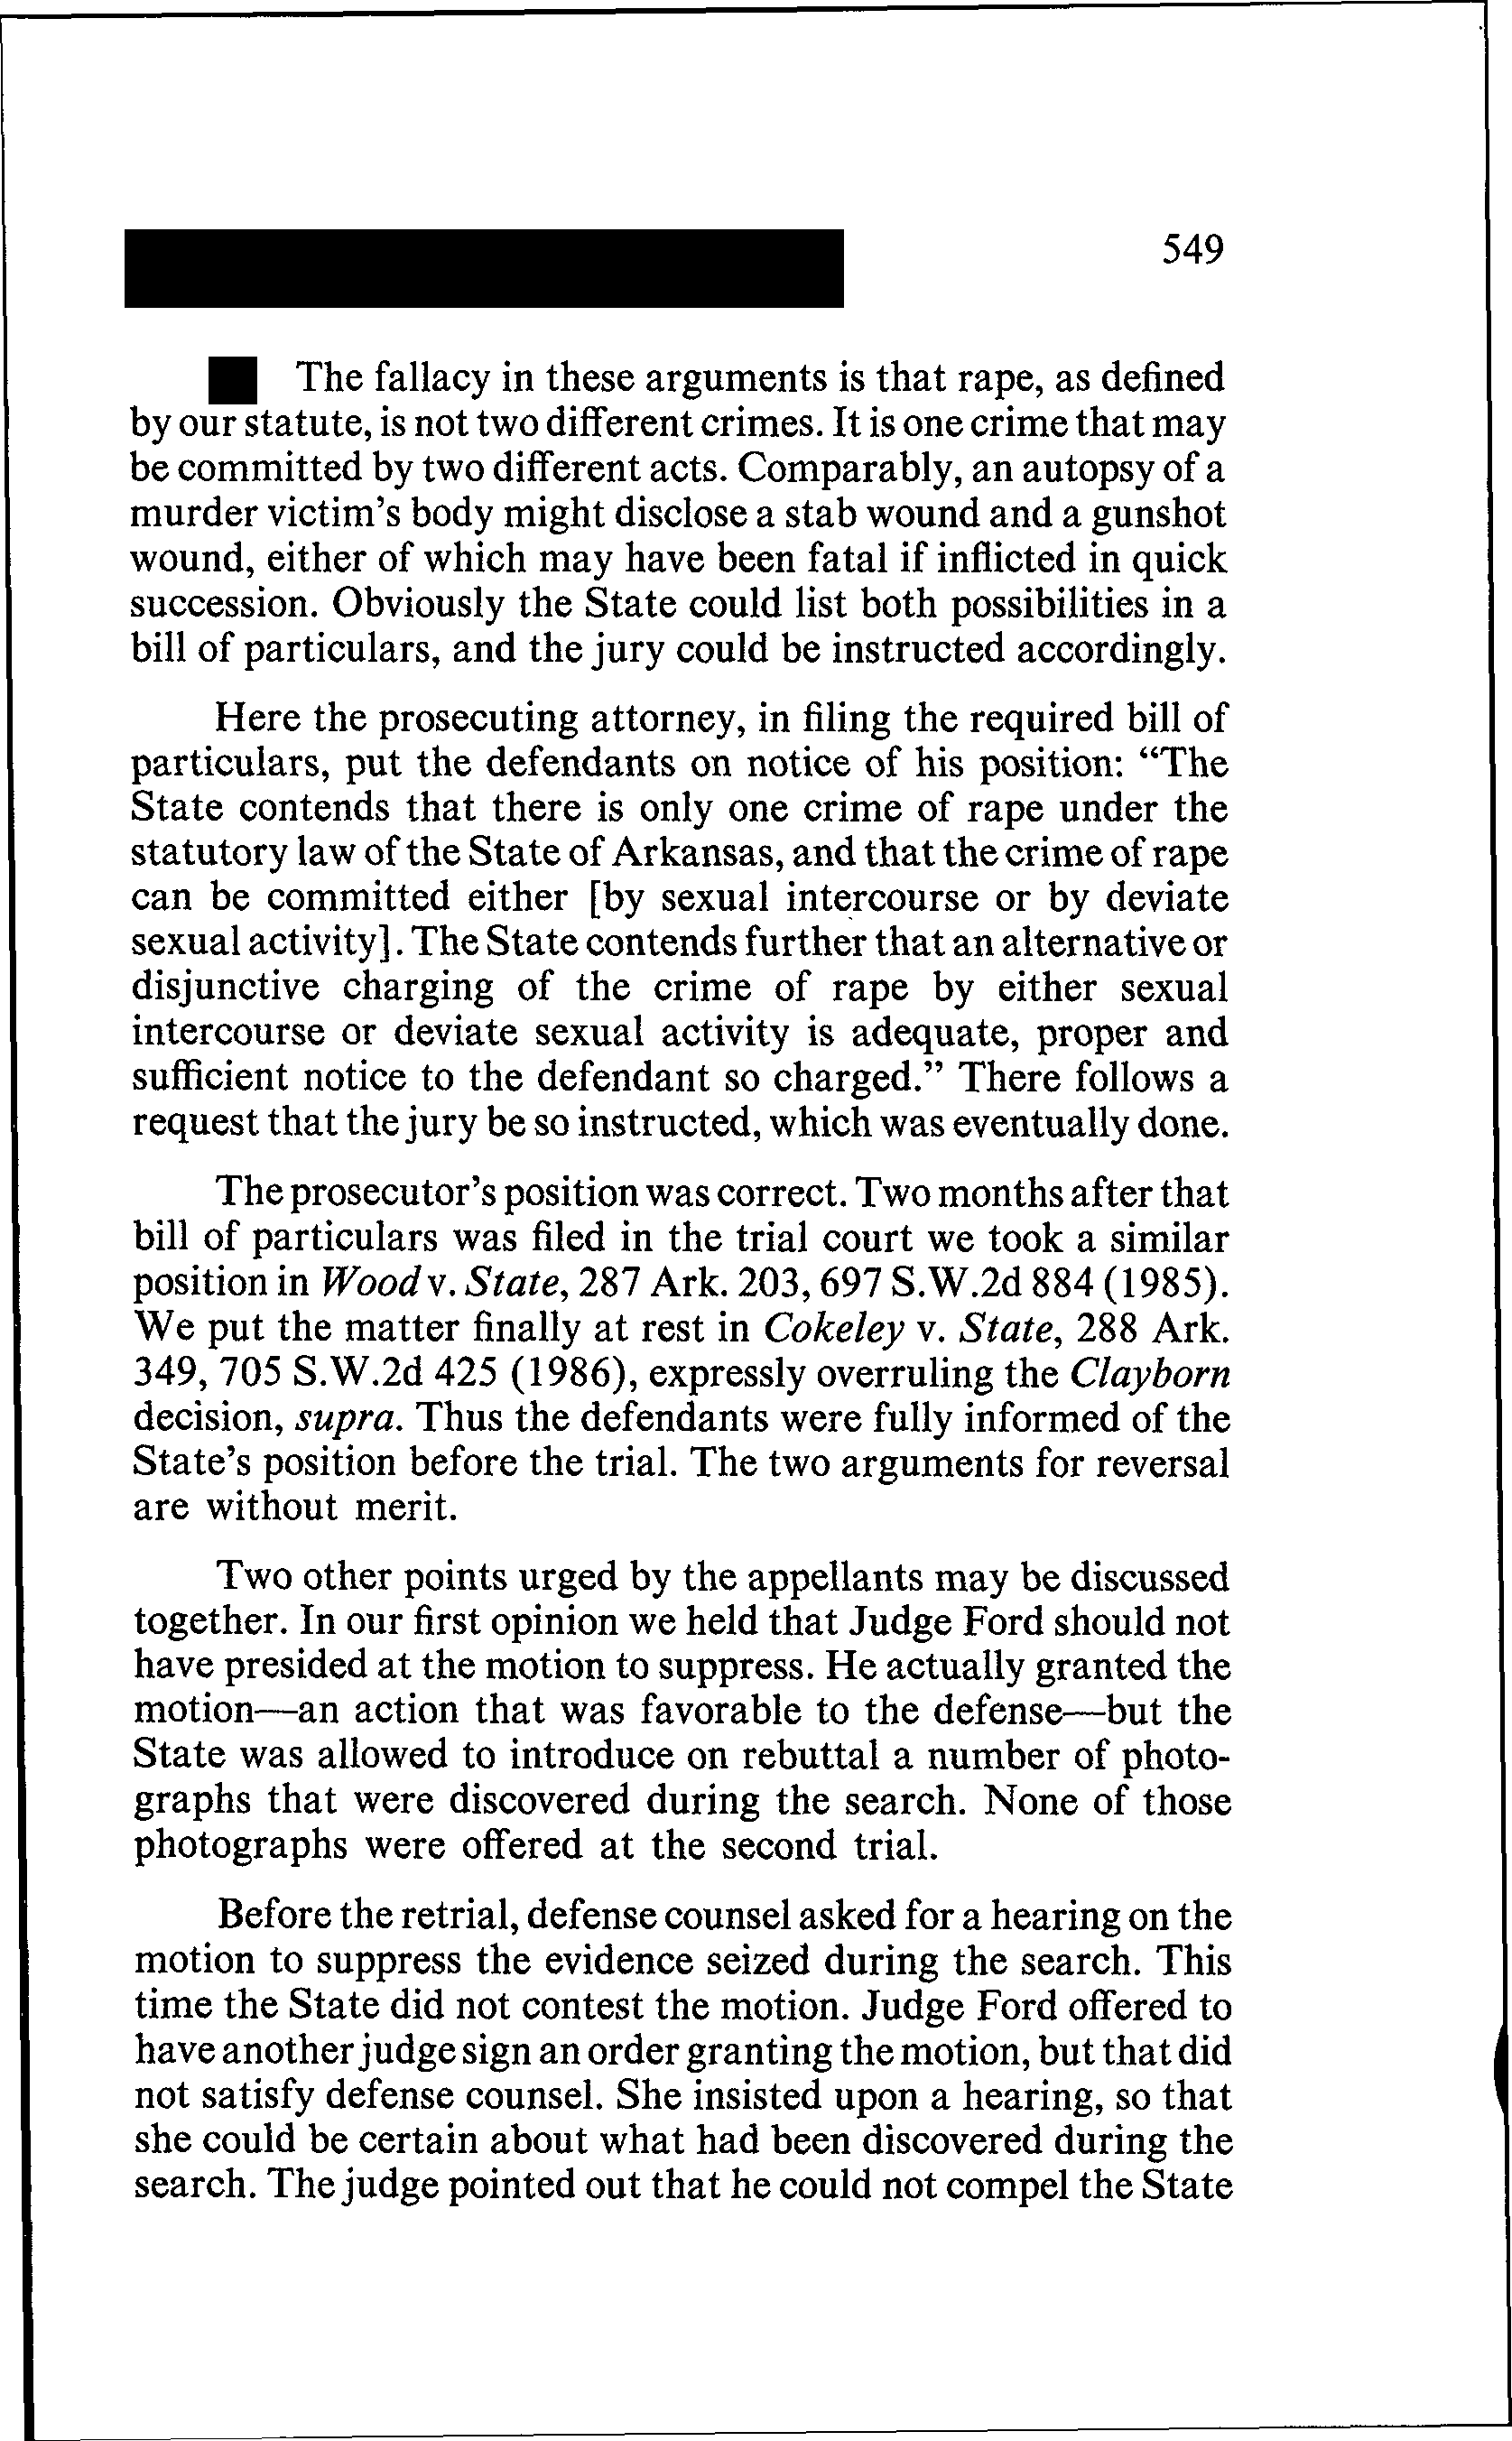 549
The fallacy in these arguments is that rape, as defined
by our statute, is not two different crimes. It is one crime that may
be committed by two different acts. Comparably, an autopsy of a
murder victim's body might disclose a stab wound and a gunshot
wound, either of which may have been fatal if inflicted in quick
succession. Obviously the State could list both possibilities in a
bill of particulars, and the jury could be instructed accordingly.
Here the prosecuting attorney, in filing the required bill of
particulars, put the defendants on notice of his position: “The
State contends that there is only one crime of rape under the
statutory law of the State of Arkansas, and that the crime of rape
can be committed either [by sexual intercourse or by deviate
sexual activity]. The State contends further that an alternative or
disjunctive charging of the crime of rape by either sexual
intercourse or deviate sexual activity is adequate, proper and
sufficient notice to the defendant so charged.” There follows a
request that the jury be so instructed, which was eventually done.
The prosecutor's position was correct. Two months after that
bill of particulars was filed in the trial court we took a similar
position in Wood v. State, 287 Ark. 203, 697 S.W.2d 884 (1985).
We put the matter finally at rest in Cokeley v. State, 288 Ark.
349, 705 S.W.2d 425 (1986), expressly overruling the Clayborn
decision, supra. Thus the defendants were fully informed of the
State's position before the trial. The two arguments for reversal
are without merit.
Two other points urged by the appellants may be discussed
together. In our first opinion we held that Judge Ford should not
have presided at the motion to suppress. He actually granted the
motion—an action that was favorable to the defense—but the
State was allowed to introduce on rebuttal a number of photo-
graphs that were discovered during the search. None of those
photographs were offered at the second trial.
Before the retrial, defense counsel asked for a hearing on the
motion to suppress the evidence seized during the search. This
time the State did not contest the motion. Judge Ford offered to
have another judge sign an order granting the motion, but that did
not satisfy defense counsel. She insisted upon a hearing, so that
she could be certain about what had been discovered during the
search. The judge pointed out that he could not compel the State